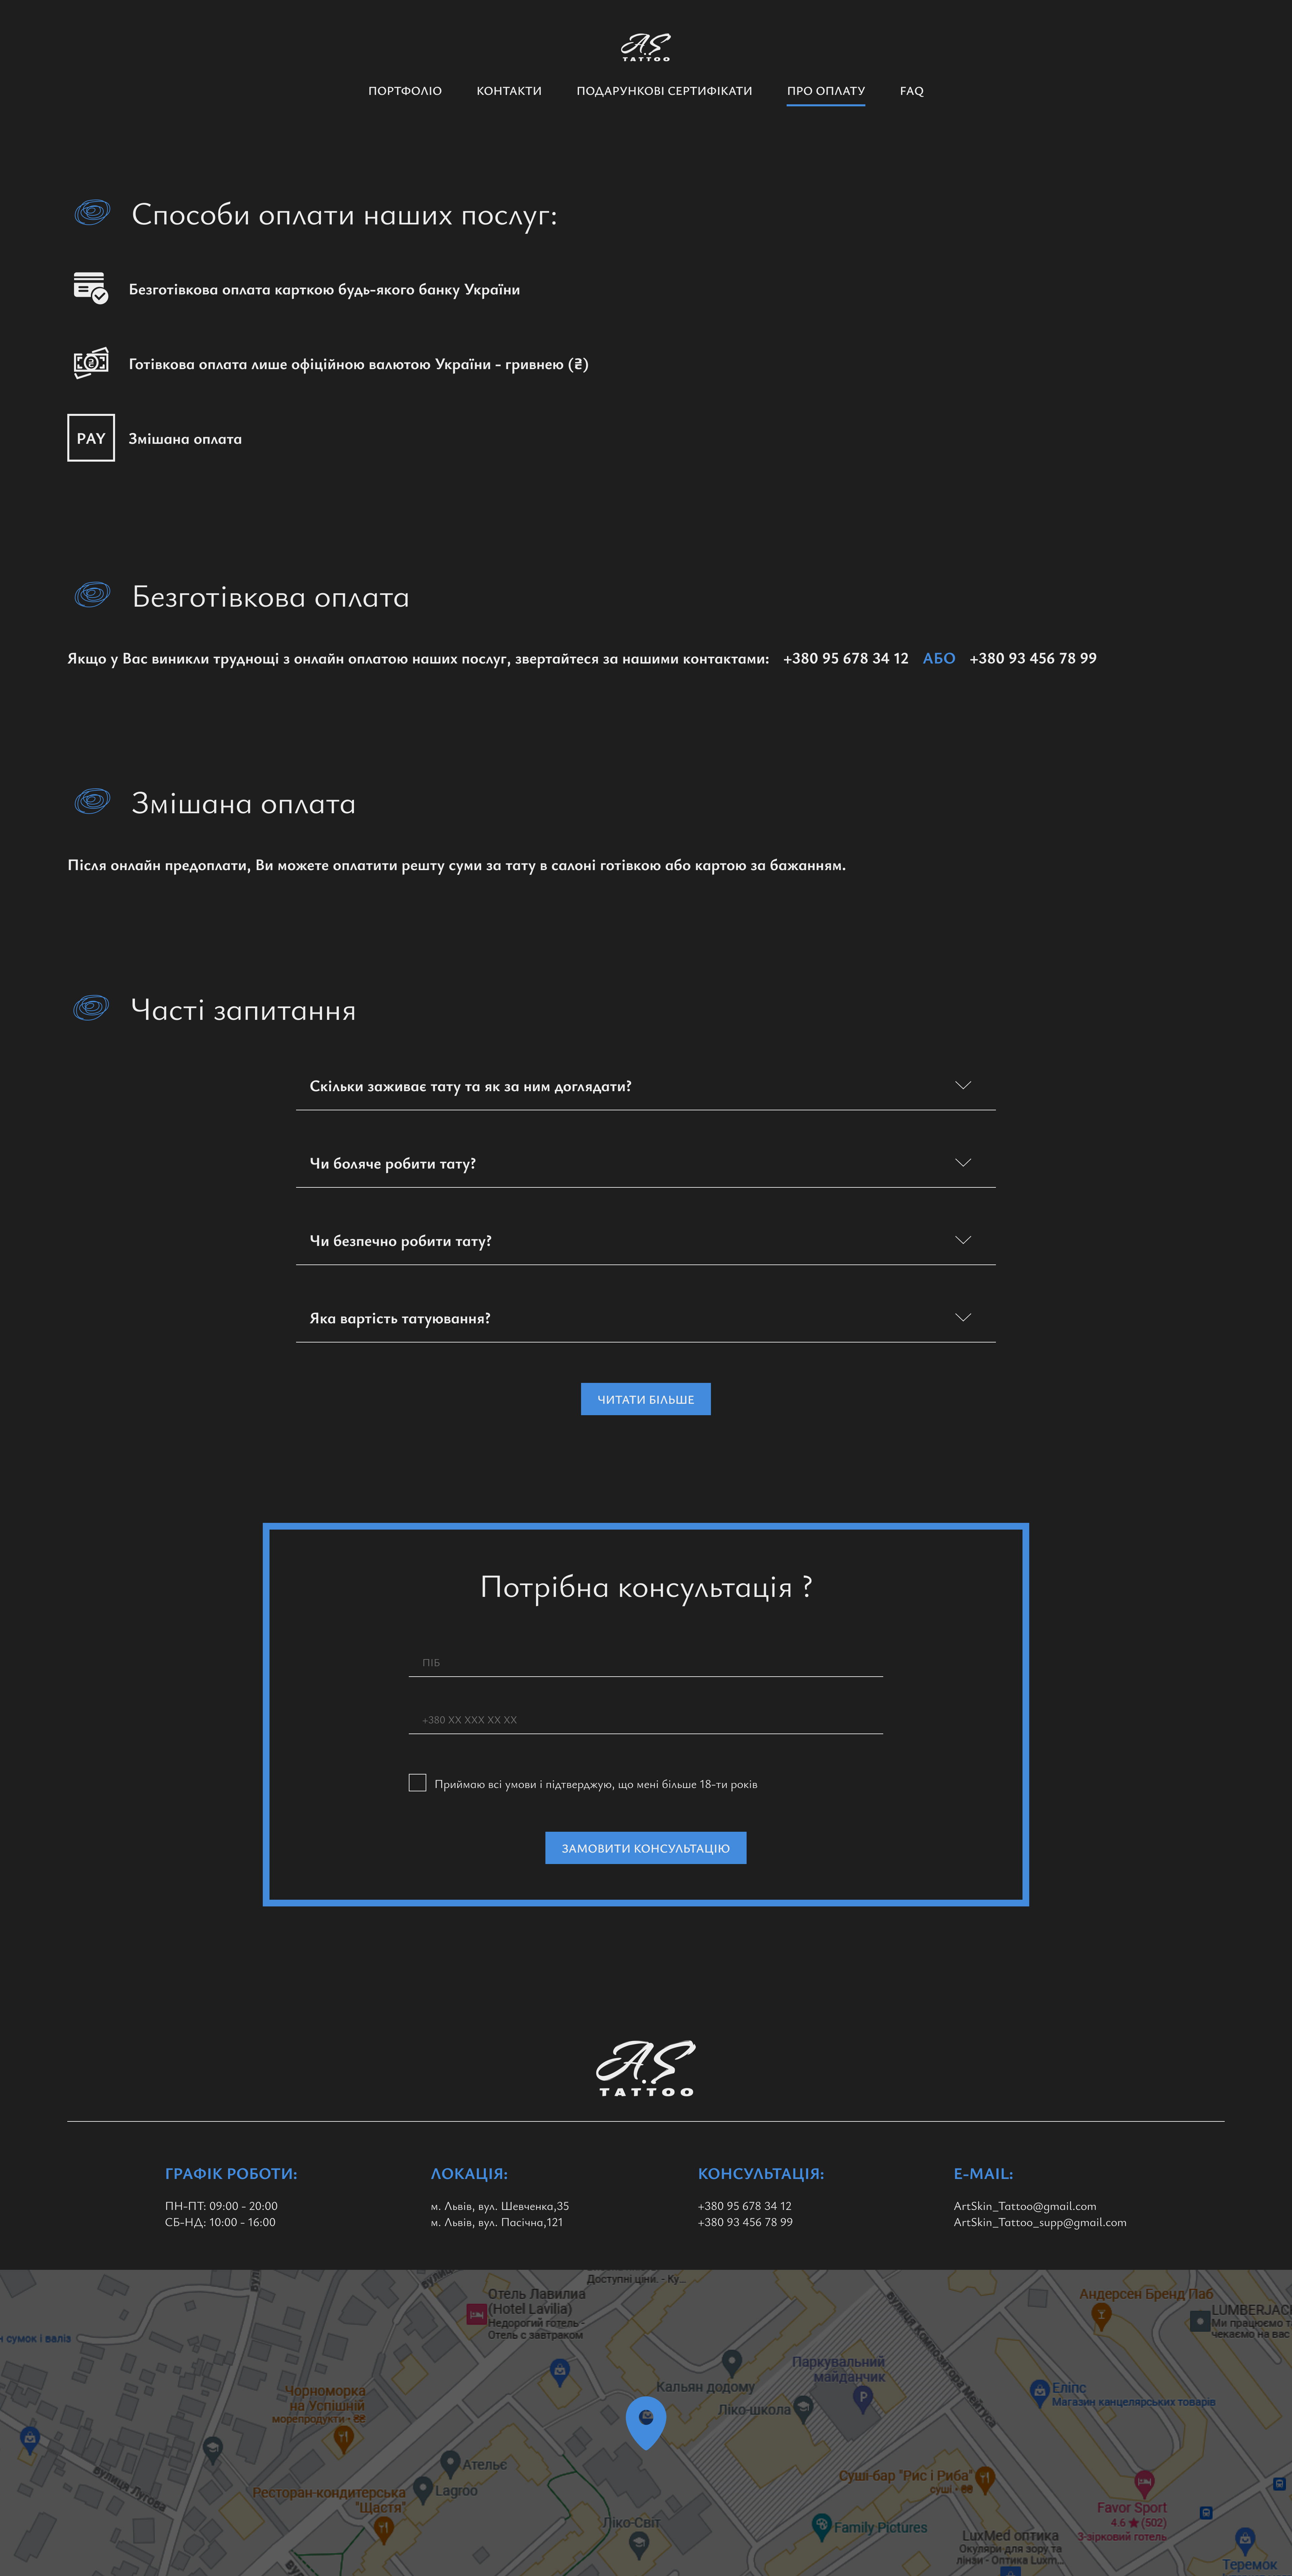 A.S
TATTOO
ПОРТФОЛІО КОНТАКТИ ПОДАРУНКОВІ СЕРТИФІКАТИ ПРО ОПЛАТУ FAQ
Способи оплати наших послуг:
Безготівкова оплата карткою будь-якого банку України
Готівкова оплата лише офіційною валютою України - гривнею (₴)
PAY Змішана оплата
Безготівкова оплата
Якщо у Вас виникли труднощі з онлайн оплатою наших послуг, звертайтеся за нашими контактами: +380 95 678 34 12 АБО +380 93 456 78 99
Змішана оплата
Після онлайн предоплати, Ви можете оплатити решту суми за тату в салоні готівкою або картою за бажанням.
Часті запитання
Скільки заживає тату та як за ним доглядати?
Чи боляче робити тату?
Чи безпечно робити тату?
Яка вартість татуювання?
ЧИТАТИ БІЛЬШЕ
Потрібна консультація ?
ПІБ
+380 XX XXX XX XX
Приймаю всі умови і підтверджую, що мені більше 18-ти років
ЗАМОВИТИ КОНСУЛЬТАЦІЮ
A.S
TATTOO
ГРАФІК РОБОТИ: ЛОКАЦІЯ: КОНСУЛЬТАЦІЯ: E-MAIL:
ПН-ПТ: 09:00 - 20:00 м. Львів, вул. Шевченка,35 +380 95 678 34 12 ArtSkin_Tattoo@gmail.com
СБ-НД: 10:00 - 16:00 м. Львів, вул. Пасічна,121 +380 93 456 78 99 ArtSkin_Tattoo_supp@gmail.com
Доступні ціни. - Ку...
Отель Лавилиа
(Hotel Lavilia)
Недорогий готель -
Отель с завтраком
Андерсен Бренд Паб
LUMBERJACK
Ми працюємо т
чекаємо на вас
и сумок і валіз
вулиця Композитора Мейтуса
Паркувальний
майданчик
Кальян додому
Еліпс
Магазин канцелярських товарів
Чорноморка
на Успішній
морепродукти - ₴₴
Ліко-школа
Ательє
Lagroo
вулиця Лугова
Ресторан-кондитерська
"Щастя"
Суші-бар "Рис і Риба"
суші - ₴₴
Ліко-Світ
Family Pictures
Favor Sport
4.6 ★ (502)
3-зірковий готель
LuxMed оптика
Окуляри для зору та
лінзи - Оптика Luxm...
Теремок